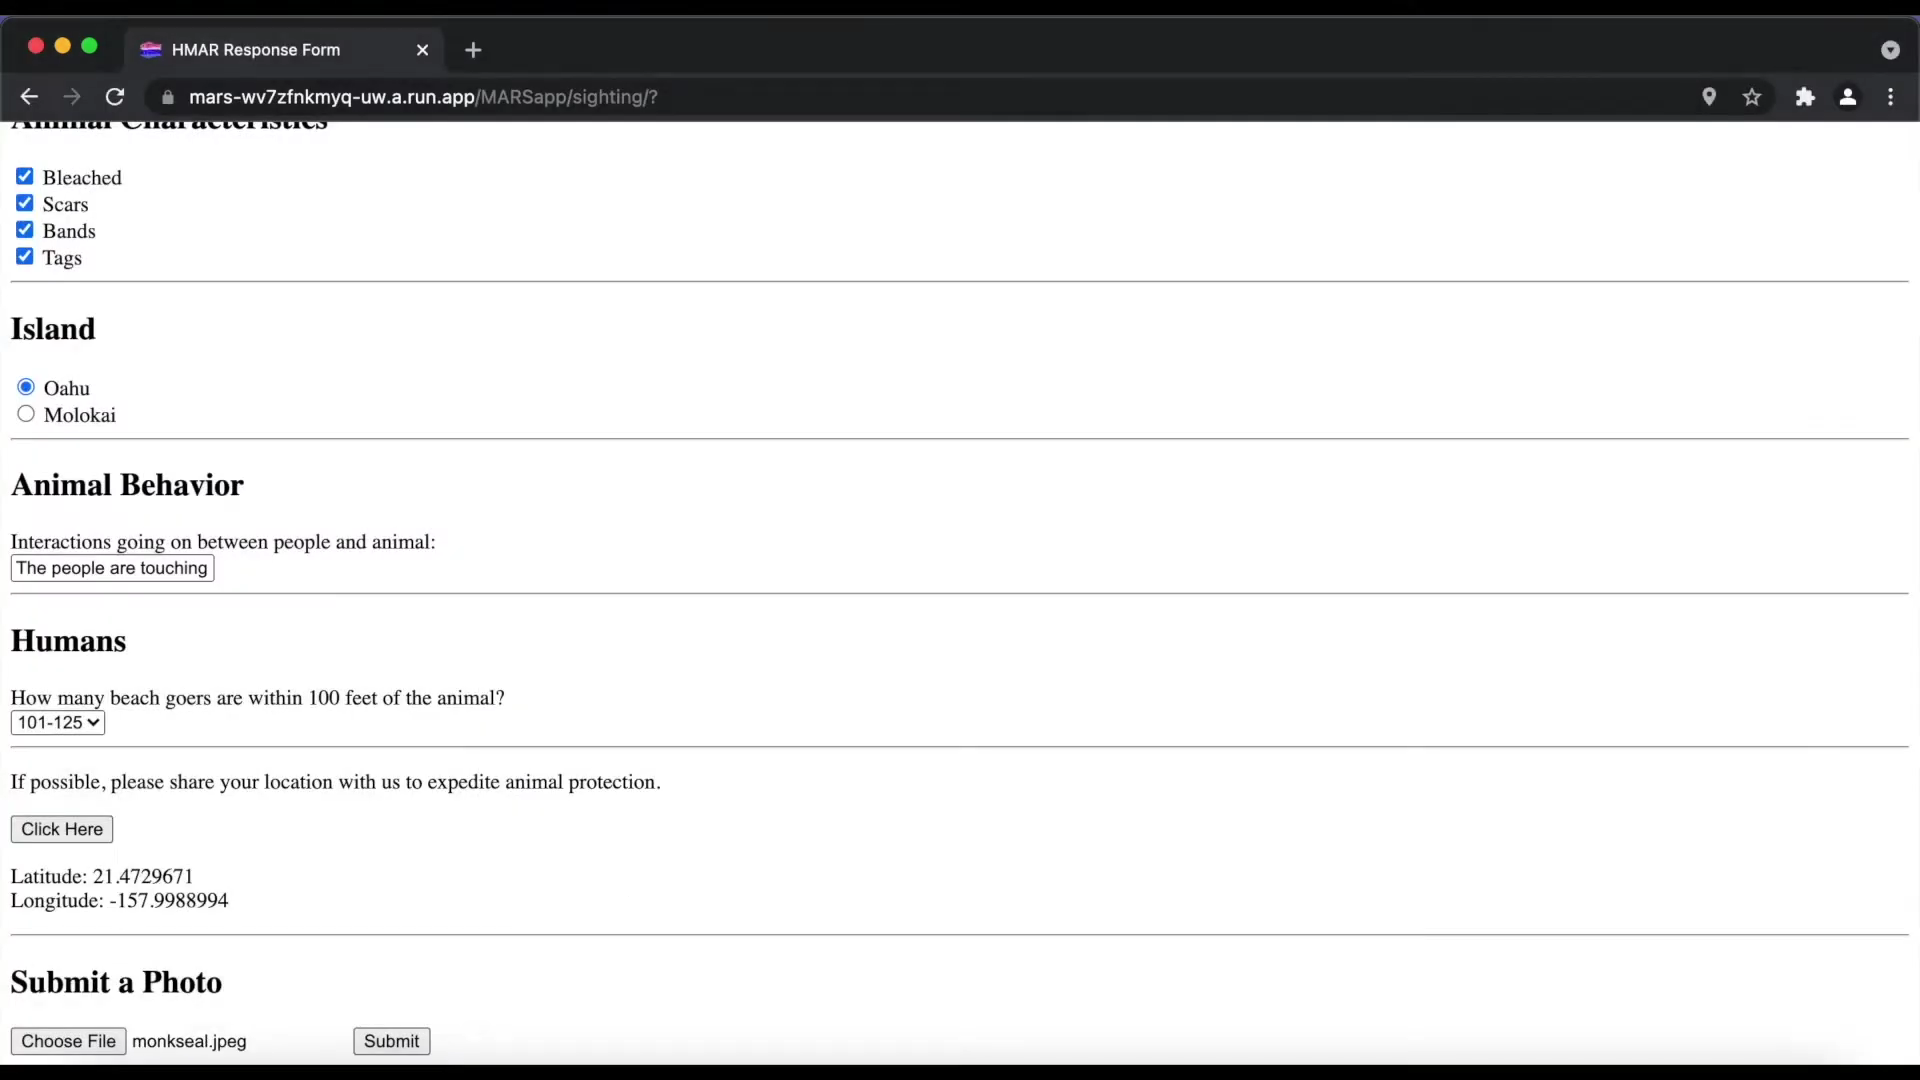 HMAR Response Form
mars-wv7zfnkmyq-uw.a.run.app/MARSapp/sighting/?
Animal Characteristics
Bleached
Scars
Bands
Tags
Island
Oahu
Molokai
Animal Behavior
Interactions going on between people and animal:
The people are touching
Humans
How many beach goers are within 100 feet of the animal?
101-125
If possible, please share your location with us to expedite animal protection.
Click Here
Latitude: 21.4729671
Longitude: -157.9988994
Submit a Photo
Choose File monkseal.jpeg Submit